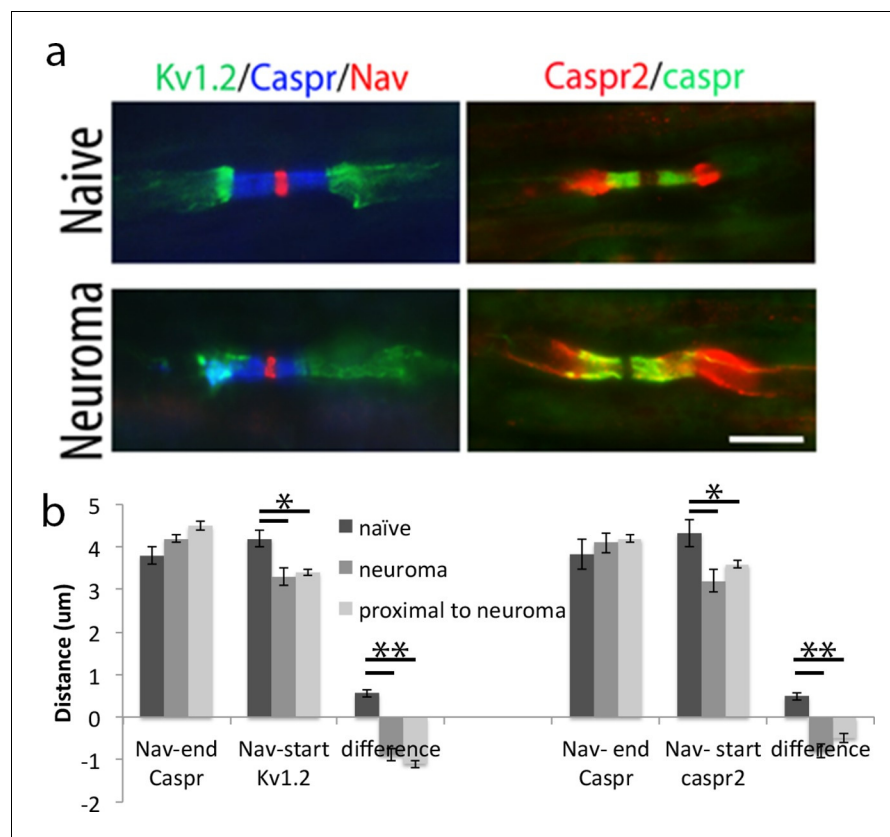 a
Kv1.2/Caspr/Nav
Caspr2/caspr
Naive
Neuroma
b
Distance (um)
5
4
3
2
1
0
-1
-2
*
**
*
**
naïve
neuroma
proximal to neuroma
Nav-end
Caspr
Nav-start
Kv1.2
difference
Nav- end
Caspr
Nav- start
caspr2
difference